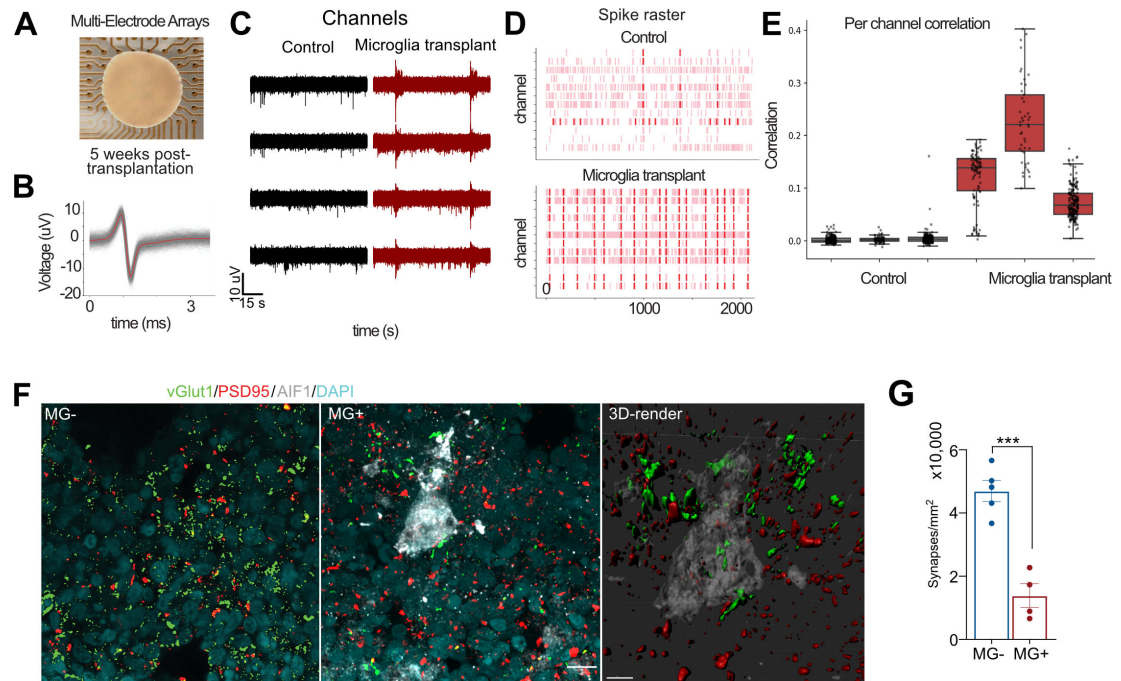 A
Multi-Electrode Arrays
5 weeks post-
transplantation
B
Voltage (uV)
10
0
-10
-20
0
3
time (ms)
C
Channels
Control
Microglia transplant
10 uV
15 s
time (s)
D
Spike raster
Control
channel
Microglia transplant
channel
0
1000
2000
E
Per channel correlation
Correlation
0.4
0.3
0.2
0.1
0.0
Control
Microglia transplant
F
vGlut1/PSD95/AIF1/DAPI
MG-
MG+
3D-render
G
x10,000
Synapses/mm²
***
6
4
2
0
MG-
MG+